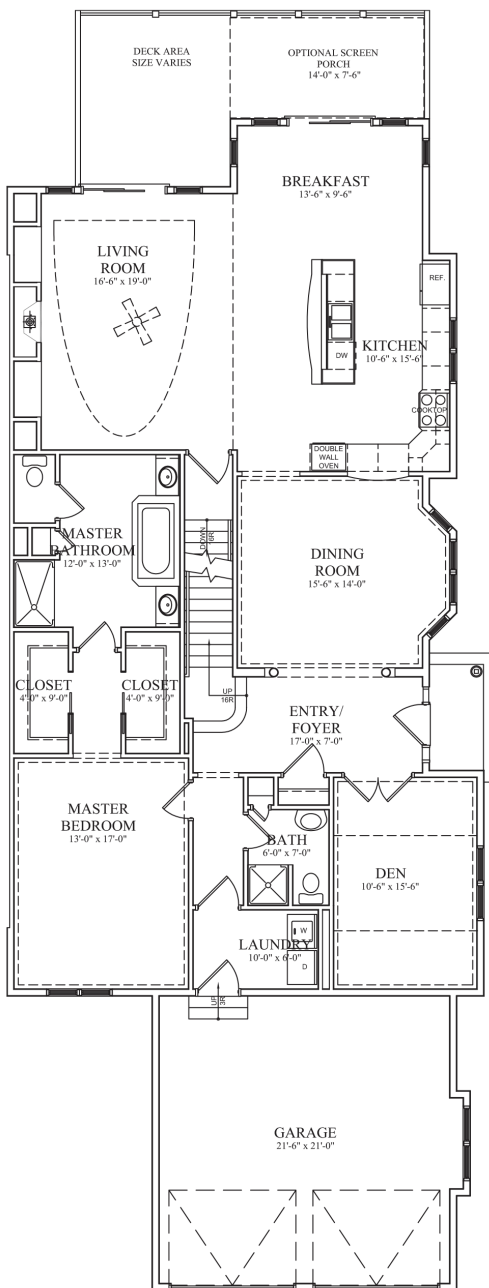 DECK AREA
SIZE VARIES
OPTIONAL SCREEN
PORCH
14'-0" x 7'-6"
BREAKFAST
13'-6" x 9'-6"
LIVING
ROOM
16'-6" x 19'-0"
REF.
DW
KITCHEN
10'-6" x 15'-6"
COOKTOP
DOUBLE
WALL
OVEN
MASTER
BATHROOM
12'-0" x 13'-0"
DOWN
16R
DINING
ROOM
15'-6" x 14'-0"
CLOSET
4'-0" x 9'-0"
CLOSET
4'-0" x 9'-0"
UP
16R
ENTRY/
FOYER
17'-0" x 7'-0"
MASTER
BEDROOM
13'-0" x 17'-0"
BATH
6'-0" x 7'-0"
DEN
10'-6" x 15'-6"
W
LAUNDRY
10'-0" x 6'-0"
D
UP
3R
GARAGE
21'-6" x 21'-0"